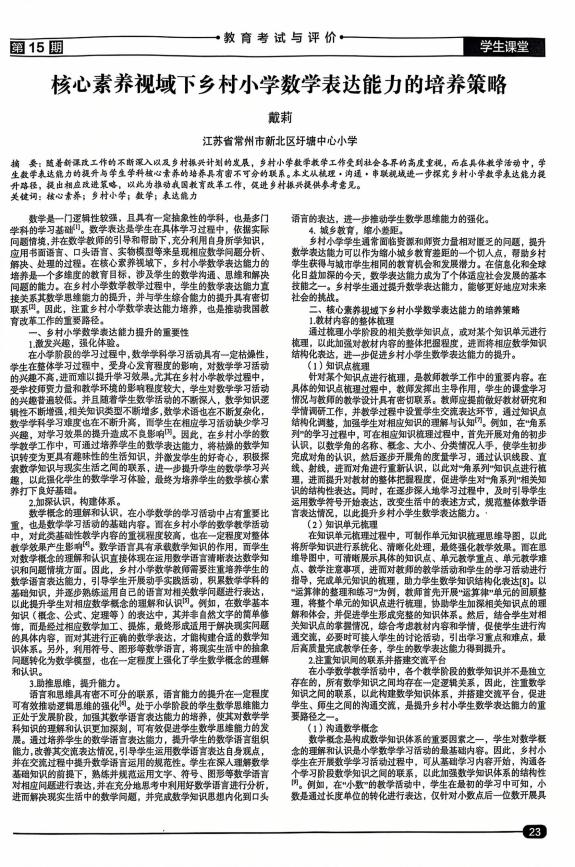 ·教育考试与评价·
第15期
学生课堂
核心素养视域下乡村小学数学表达能力的培养策略
戴莉
江苏省常州市新北区圩塘中心小学
摘　要：随着新课改工作的不断深入以及乡村振兴计划的发展，乡村小学数学教学工作受到社会各界的高度重视，而在具体教学活动中，学
生数学表达能力的提升与学生学科核心素养的培养具有密不可分的联系。本文从梳理·沟通·串联视域进一步探究乡村小学数学表达能力提
升路径，提出相应改进策略，以此为推动我国教育改革工作，促进乡村振兴提供参考意见。
关键词：核心素养；乡村小学；数学；表达能力
数学是一门逻辑性较强，且具有一定抽象性的学科，也是多门
学科的学习基础[1]。数学表达是学生在具体学习过程中，依据实际
问题情境，并在数学教师的引导和帮助下，充分利用自身所学知识，
应用书面语言、口头语言、实物模型等来呈现相应数学问题分析、
解决、处理的过程。在核心素养视域下，乡村小学数学表达能力的
培养是一个多维度的教育目标，涉及学生的数学沟通、思维和解决
问题的能力。在乡村小学数学教学过程中，学生的数学表达能力直
接关系其数学思维能力的提升，并与学生综合能力的提升具有密切
联系[2]。因此，注重乡村小学数学表达能力培养，也是推动我国教
育改革工作的重要路径。
一、乡村小学数学表达能力提升的重要性
1.激发兴趣，强化体验。
在小学阶段的学习过程中，数学学科学习活动具有一定枯燥性，
学生在整体学习过程中，受身心发育程度的影响，对数学学习活动
的兴趣不高，进而难以提升学习效果。尤其在乡村小学教学过程中，
受学校师资力量和教学环境的影响程度较大，学生对数学学习活动
的兴趣普遍较低。并且随着学生数学活动的不断深入，数学知识逻
辑性不断增强，相关知识类型不断增多，数学术语也在不断复杂化，
数学学科学习难度也在不断升高，而学生在相应学习活动缺少学习
兴趣，对学习效果的提升造成不良影响[3]。因此，在乡村小学的数
学教学工作中，可通过培养学生的数学表达能力，将枯燥的数学知
识转变为更具有趣味性的生活知识，并激发学生的好奇心，积极探
索数学知识与现实生活之间的联系，进一步提升学生的数学学习兴
趣，以此强化学生的数学学习体验，最终为培养学生的数学核心素
养打下良好基础。
2.加深认识，构建体系。
数学概念的理解和认识，在小学数学的学习活动中占有重要比
重，也是数学学习活动的基础内容。而在乡村小学的数学教学活动
中，对此类基础性教学内容的重视程度较高，也在一定程度对整体
教学效果产生影响[4]。数学语言具有承载数学知识的作用，而学生
对数学概念的理解和认识直接体现在运用数学语言清晰表达数学知
识和问题情境方面。因此，乡村小学数学教师需要注重培养学生的
数学语言表达能力，引导学生开展动手实践活动，积累数学学科的
基础知识，并逐步熟练运用自己的语言对相关数学问题进行表达，
以此提升学生对相应数学概念的理解和认识[5]。例如，在数学基本
知识（概念、公式、定理等）的表达中，其并非自然文字的简单修
饰，而是经过相应数学加工、提炼，最终形成适用于解决现实问题
的具体内容，而对其进行正确的数学表达，才能构建合适的数学知
识体系。另外，利用符号、图形等数学语言，将现实生活中的抽象
问题转化为数学模型，也在一定程度上强化了学生数学概念的理解
和认识。
3.助推思维，提升能力。
语言和思维具有密不可分的联系，语言能力的提升在一定程度
可有效推动逻辑思维的强化[6]。处于小学阶段的学生数学思维能力
正处于发展阶段，加强其数学语言表达能力的培养，使其对数学学
科知识的理解和认识更加深刻，可有效促进学生数学思维能力的发
展。通过培养学生的数学语言表达能力，提升学生的数学语言组织
能力，改善其交流表达情况，引导学生运用数学语言表达自身观点，
并在交流过程中提升数学语言运用的规范性。学生在深入理解数学
基础知识的前提下，熟练并规范运用文字、符号、图形等数学语言
对相应问题进行表达，并在充分地思考中利用好数学语言进行分析，
进而解决现实生活中的数学问题，并完成数学知识思想内化到口头
语言的表达，进一步推动学生数学思维能力的强化。
4.城乡教育，缩小差距。
乡村小学学生通常面临资源和师资力量相对匮乏的问题，提升
数学表达能力可以作为缩小城乡教育差距的一个切入点，帮助乡村
学生获得与城市学生相同的教育机会和发展潜力。在信息化和全球
化日益加深的今天，数学表达能力成为了个体适应社会发展的基本
技能之一。乡村学生通过提升数学表达能力，能够更好地应对未来
社会的挑战。
二、核心素养视域下乡村小学数学表达能力的培养策略
1.教材内容的整体梳理
通过梳理小学阶段的相关数学知识点，或对某个知识单元进行
梳理，以此加强对教材内容的整体把握程度，进而将相应数学知识
结构化表达，进一步促进乡村小学生数学表达能力的提升。
（1）知识点梳理
针对某个知识点进行梳理，是教师教学工作中的重要内容。在
具体的知识点梳理过程中，教师发挥出主导作用，学生的课堂学习
情况与教师的教学设计具有密切联系。教师应提前做好教材研究和
学情调研工作，并教学过程中设置学生交流表达环节，通过知识点
结构化调整，加强学生对相应知识的理解与认知[7]。例如，在“角系
列”的学习过程中，可在相应知识梳理过程中，首先开展对角的初步
认识，以数学角的名称、概念、大小、分类情况入手，使学生初步
完成对角的认识，然后逐步开展角的度量学习，通过认识线段、直
线、射线，进而对角进行重新认识，以此对“角系列”知识点进行梳
理，进而提升对教材的整体把握程度，促进学生对“角系列”相关知
识的结构性表达。同时，在逐步深入地学习过程中，及时引导学生
运用数学符号开始表达，改变生活中的表述方式，规范整体数学语
言表达情况，以此提升乡村小学生数学表达能力。
（2）知识单元梳理
在知识单元梳理过程中，可制作单元知识梳理思维导图，以此
将所学知识进行系统化、清晰化处理，最终强化教学效果。而在思
维导图中，可清晰展示具体的知识点、单元教学重点、单元教学难
点、教学注意事项，进而对教师的教学活动和学生的学习活动进行
指导，完成单元知识的梳理，助力学生数学知识结构化表达[8]。以
“运算律的整理和练习”为例，教师首先开展“运算律”单元的回顾整
理，将整个单元的知识点进行梳理，协助学生加深相关知识点的理
解和体会，并促进学生形成完整的知识体系。然后，结合学生对相
关知识点的掌握情况，综合考虑教材内容和学情，促使学生进行沟
通交流，必要时可接入学生的讨论活动，引出学习重点和难点，最
后高质量完成教学任务，学生的数学表达能力得到提升。
2.注重知识间的联系并搭建交流平台
在小学数学教学活动中，各个教学阶段的数学知识并不是独立
存在的，所有数学知识之间均存在一定逻辑关系，因此，注重数学
知识之间的联系，以此构建数学知识体系，并搭建交流平台，促进
学生、师生之间的沟通交流，是提升乡村小学生数学表达能力的重
要路径之一。
（1）沟通数学概念
数学概念是构成数学知识体系的重要因素之一，学生对数学概
念的理解和认识是小学数学学习活动的最基础内容。因此，乡村小
学生在开展数学学习活动过程中，可从基础学习内容开始，沟通各
个学习阶段数学知识之间的联系，以此加强数学知识体系的结构性
[9]。例如，在“小数”的教学活动中，学生在最初的学习中可知，小
数是通过长度单位的转化进行表达，仅针对小数点后一位数开展具
23